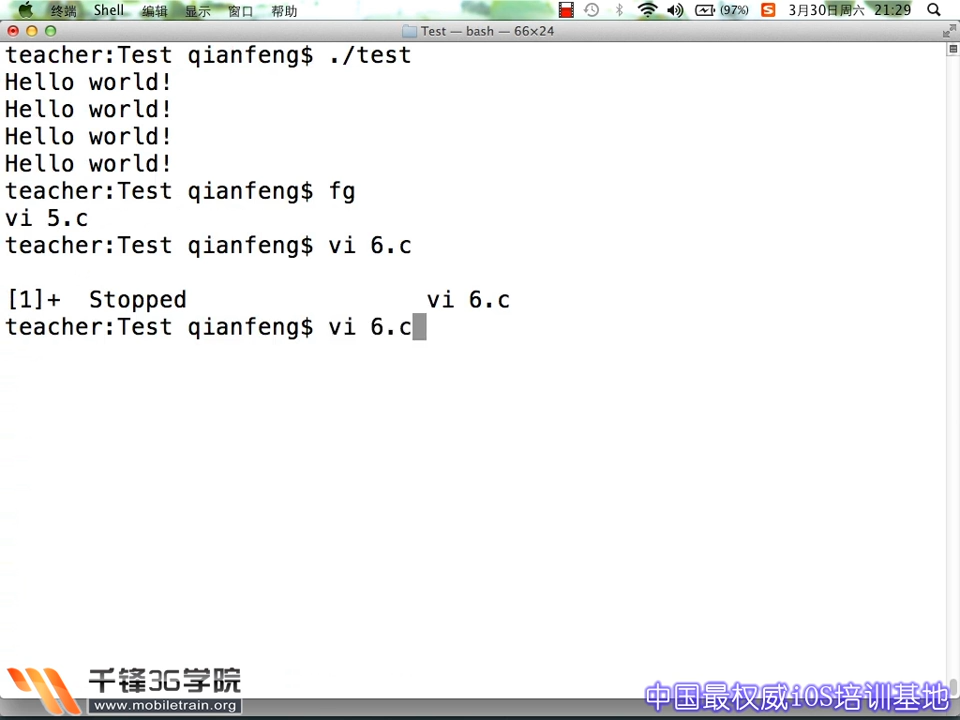 终端 Shell 编辑 显示 窗口 帮助 (97%) S 3月30日周六 21:29
Test — bash — 66×24
teacher:Test qianfeng$ ./test
Hello world!
Hello world!
Hello world!
Hello world!
teacher:Test qianfeng$ fg
vi 5.c
teacher:Test qianfeng$ vi 6.c
[1]+  Stopped                 vi 6.c
teacher:Test qianfeng$ vi 6.c
千锋3G学院
www.mobiletrain.org
中国最权威iOS培训基地